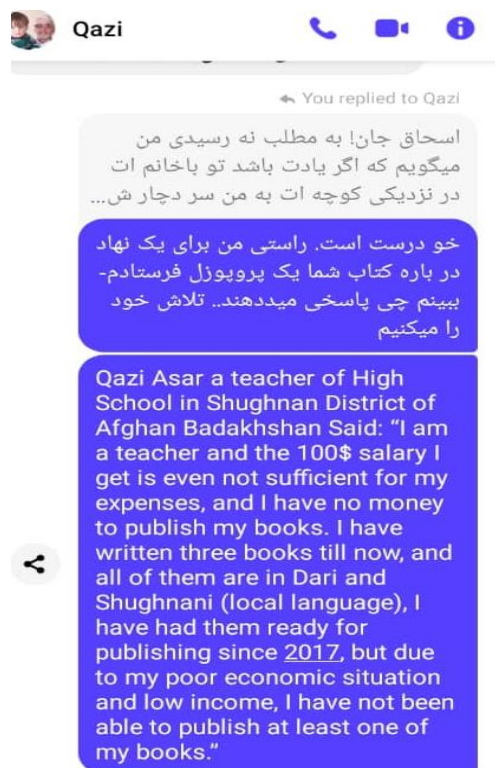 Qazi
You replied to Qazi
اسحاق جان! به مطلب نه رسیدی من
میگویم که اگر یادت باشد تو باخانم ات
در نزدیکی کوچه ات به من سر دچار ش...
خو درست است. راستی من برای یک نهاد
در باره کتاب شما یک پروپوزل فرستادم-
ببینم چی پاسخی میددهند.. تلاش خود
را میکنیم
Qazi Asar a teacher of High
School in Shughnan District of
Afghan Badakhshan Said: “I am
a teacher and the 100$ salary I
get is even not sufficient for my
expenses, and I have no money
to publish my books. I have
written three books till now, and
all of them are in Dari and
Shughnani (local language), I
have had them ready for
publishing since 2017, but due
to my poor economic situation
and low income, I have not been
able to publish at least one of
my books.”